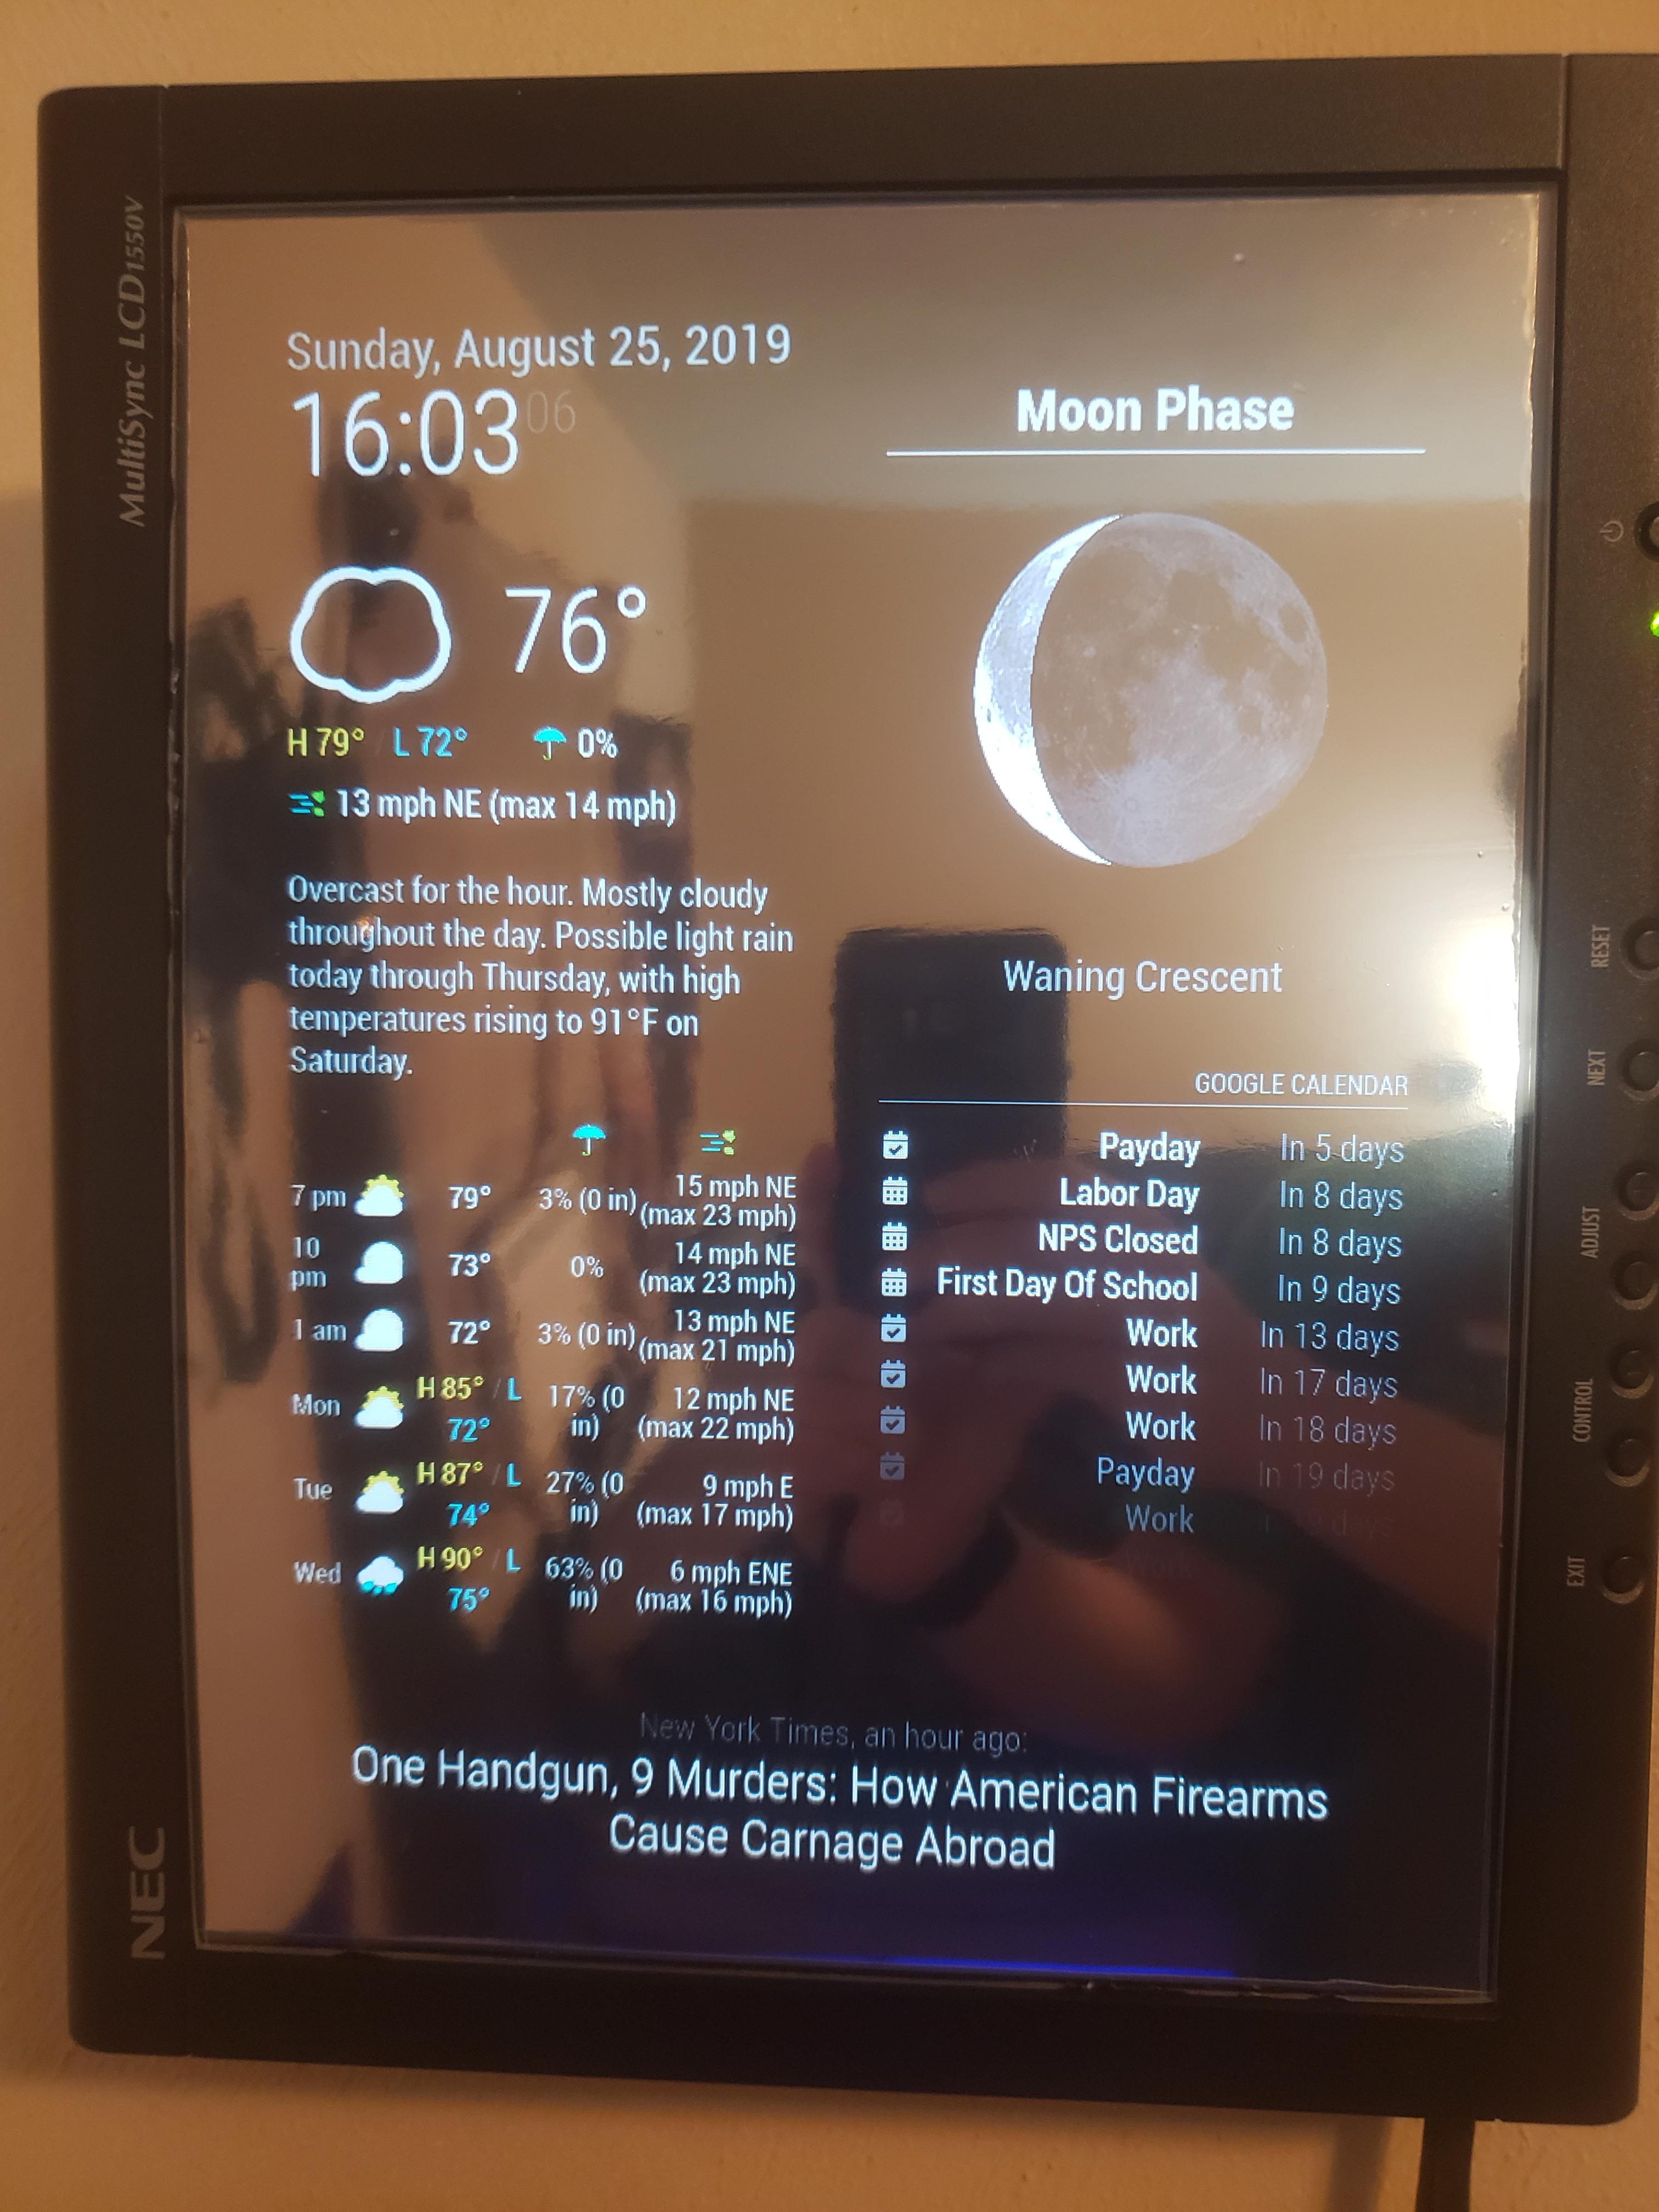 MultiSync LCD1550V
NEC
Sunday, August 25, 2019
16:03 06
76°
H 79° / L 72° 0%
13 mph NE (max 14 mph)
Overcast for the hour. Mostly cloudy
throughout the day. Possible light rain
today through Thursday, with high
temperatures rising to 91°F on
Saturday.
7 pm 79° 3% (0 in) 15 mph NE
(max 23 mph)
10
pm 73° 0% 14 mph NE
(max 23 mph)
1 am 72° 3% (0 in) 13 mph NE
(max 21 mph)
Mon H 85° / L
72° 17% (0
in) 12 mph NE
(max 22 mph)
Tue H 87° / L
74° 27% (0
in) 9 mph E
(max 17 mph)
Wed H 90° / L
75° 63% (0
in) 6 mph ENE
(max 16 mph)
Moon Phase
Waning Crescent
GOOGLE CALENDAR
Payday In 5 days
Labor Day In 8 days
NPS Closed In 8 days
First Day Of School In 9 days
Work In 13 days
Work In 17 days
Work In 18 days
Payday In 19 days
Work In 19 days
Work
New York Times, an hour ago:
One Handgun, 9 Murders: How American Firearms
Cause Carnage Abroad
RESET
NEXT
ADJUST
CONTROL
EXIT